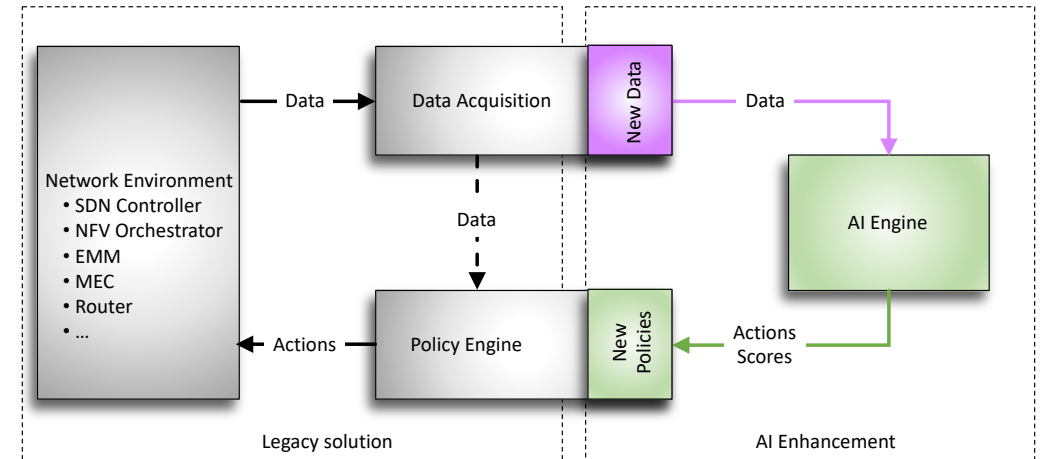 Network Environment
• SDN Controller
• NFV Orchestrator
• EMM
• MEC
• Router
• ...
Data
Data Acquisition
New Data
Data
Data
AI Engine
Actions
Policy Engine
New
Policies
Actions
Scores
Legacy solution
AI Enhancement